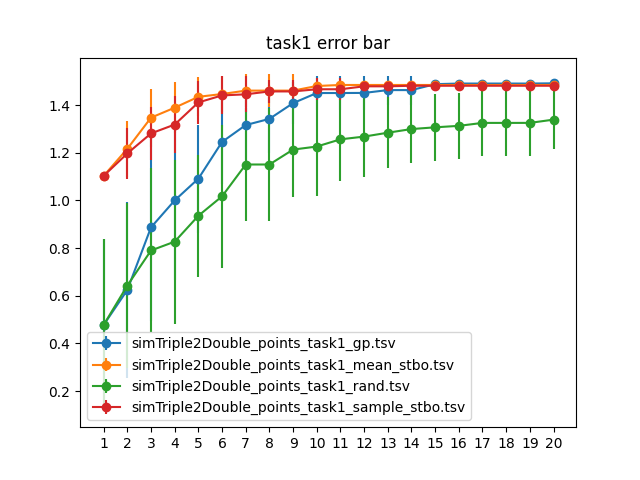 task1 error bar
1.4
1.2
1.0
0.8
0.6
0.4
0.2
simTriple2Double_points_task1_gp.tsv
simTriple2Double_points_task1_mean_stbo.tsv
simTriple2Double_points_task1_rand.tsv
simTriple2Double_points_task1_sample_stbo.tsv
1 2 3 4 5 6 7 8 9 10 11 12 13 14 15 16 17 18 19 20